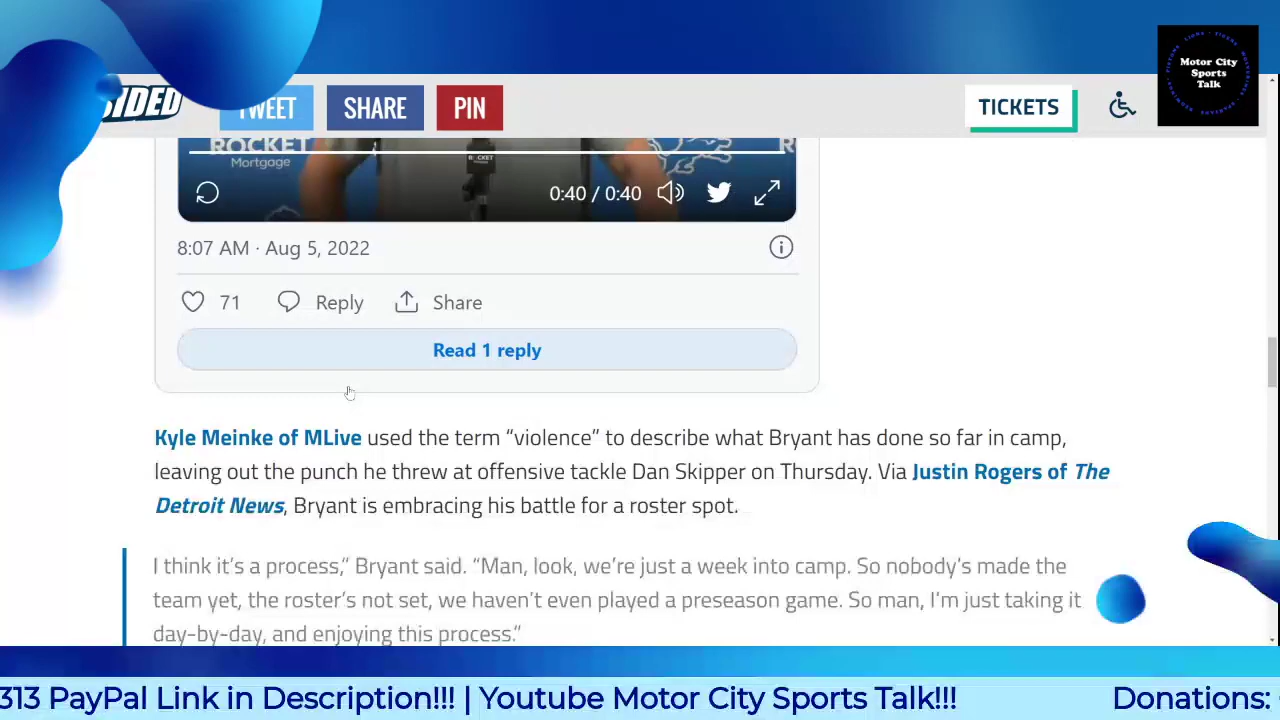 Motor City
Sports
Talk
SIDED
TWEET
SHARE
PIN
TICKETS
ROCKET
Mortgage
ROCKET
R
0:40 / 0:40
8:07 AM · Aug 5, 2022
71
Reply
Share
Read 1 reply
Kyle Meinke of MLive used the term “violence” to describe what Bryant has done so far in camp,
leaving out the punch he threw at offensive tackle Dan Skipper on Thursday. Via Justin Rogers of The
Detroit News, Bryant is embracing his battle for a roster spot.
I think it’s a process,” Bryant said. “Man, look, we’re just a week into camp. So nobody’s made the
team yet, the roster’s not set, we haven’t even played a preseason game. So man, I'm just taking it
day-by-day, and enjoying this process.”
313 PayPal Link in Description!!! | Youtube Motor City Sports Talk!!!
Donations: